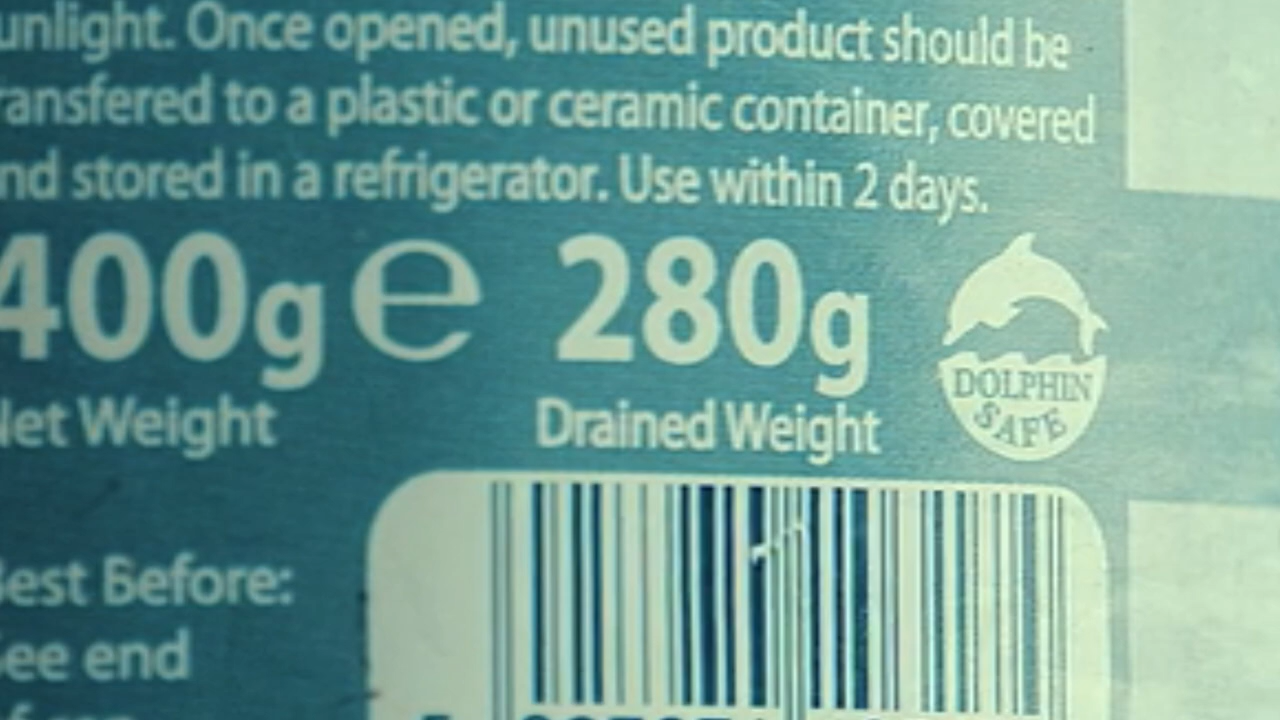 unlight. Once opened, unused product should be
ansfered to a plastic or ceramic container, covered
nd stored in a refrigerator. Use within 2 days.
400g e 280g
Net Weight Drained Weight
DOLPHIN
SAFE
Best Before:
See end